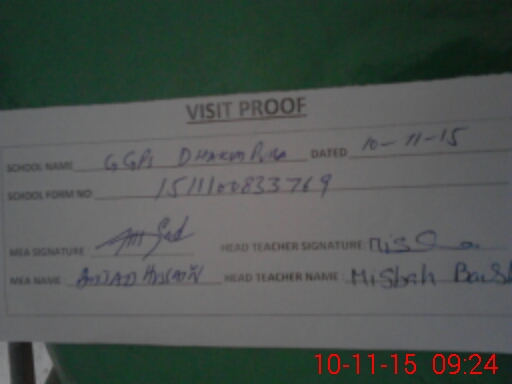 VISIT PROOF
SCHOOL NAME GGPS DATED 10-11-15
SCHOOL FORM NO 1511100833769
MEA SIGNATURE HEAD TEACHER SIGNATURE
MEA NAME HEAD TEACHER NAME: Misbah
10-11-15 09:24